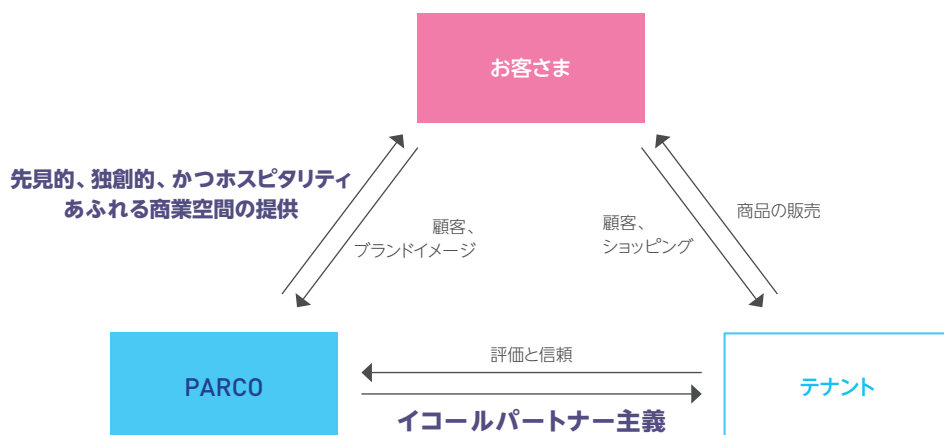 お客さま
先見的、独創的、かつホスピタリティ
あふれる商業空間の提供
顧客、
ブランドイメージ
顧客、
ショッピング
商品の販売
PARCO
評価と信頼
イコールパートナー主義
テナント